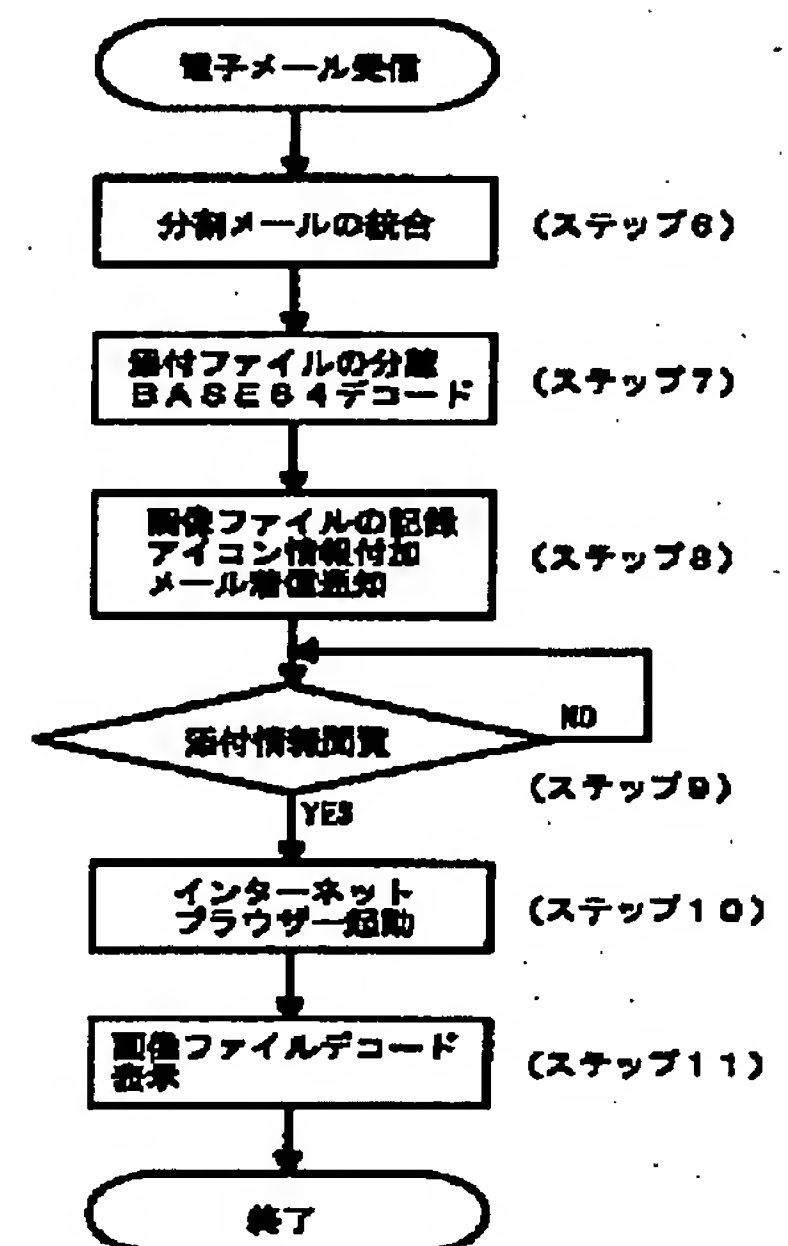 電子メール受信
分割メールの統合
(ステップ6)
添付ファイルの分離
BASE64デコード
(ステップ7)
画像ファイルの記録
アイコン情報付加
メール着信通知
(ステップ8)
添付情報閲覧
NO
(ステップ9)
YES
インターネット
ブラウザー起動
(ステップ10)
画像ファイルデコード
表示
(ステップ11)
終了